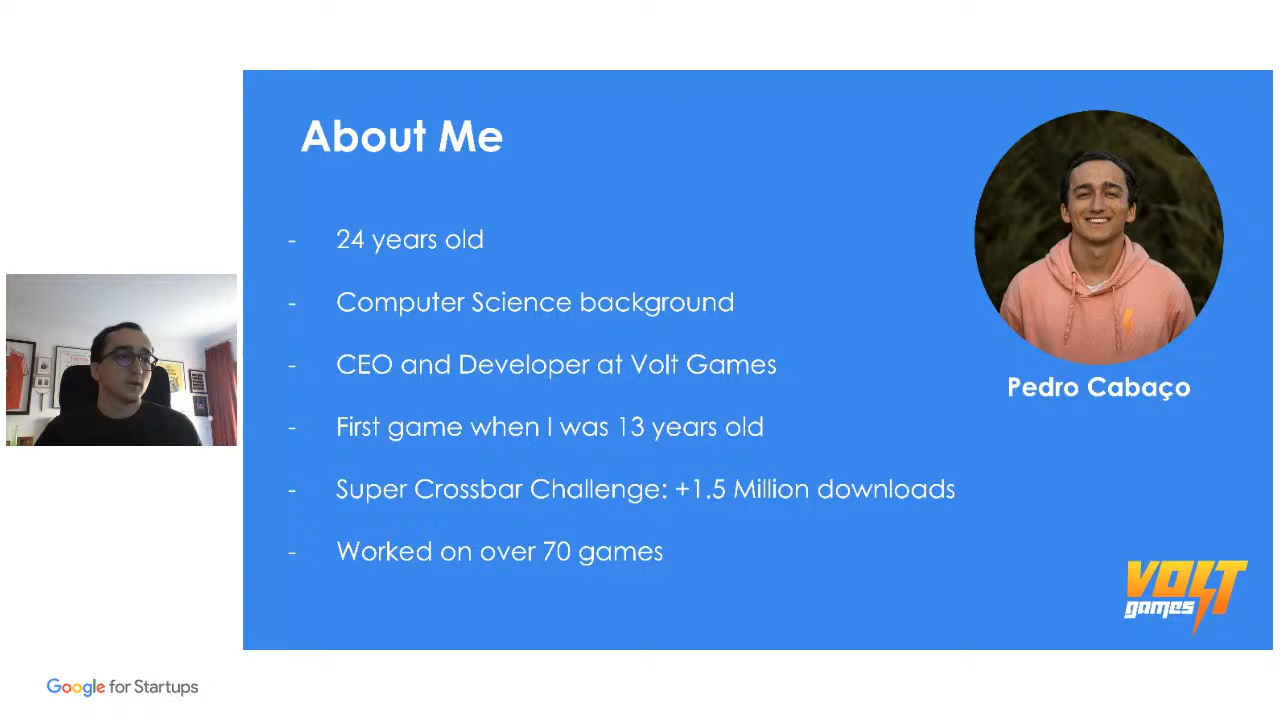 About Me
- 24 years old
- Computer Science background
- CEO and Developer at Volt Games
- First game when I was 13 years old
- Super Crossbar Challenge: +1.5 Million downloads
- Worked on over 70 games
Pedro Cabaço
VOLT
games
Google for Startups